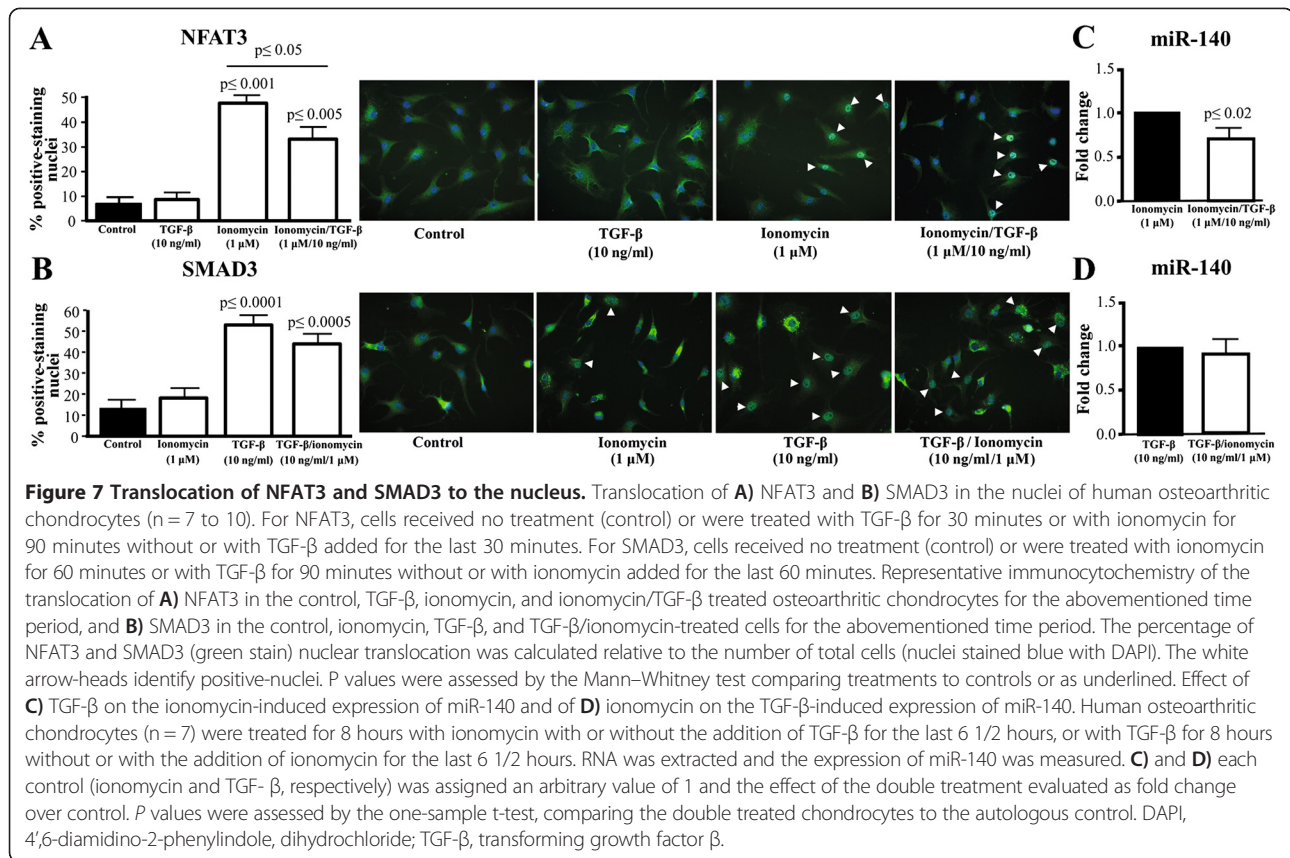 A
NFAT3
p≤ 0.05
p≤ 0.001
p≤ 0.005
% positive-staining
nuclei
50
40
30
20
10
0
Control
TGF-β
(10 ng/ml)
Ionomycin
(1 µM)
Ionomycin/TGF-β
(1 µM/10 ng/ml)
Control
TGF-β
(10 ng/ml)
Ionomycin
(1 µM)
Ionomycin/TGF-β
(1 µM/10 ng/ml)
C
miR-140
Fold change
1.5
1.0
0.5
0.0
p≤ 0.02
Ionomycin
(1 µM)
Ionomycin/TGF-β
(1 µM/10 ng/ml)
B
SMAD3
p≤ 0.0001
p≤ 0.0005
% positive-staining
nuclei
60
50
40
30
20
10
0
Control
Ionomycin
(1 µM)
TGF-β
(10 ng/ml)
TGF-β/ionomycin
(10 ng/ml/1 µM)
Control
Ionomycin
(1 µM)
TGF-β
(10 ng/ml)
TGF-β / Ionomycin
(10 ng/ml/1 µM)
D
miR-140
Fold change
1.5
1.0
0.5
0.0
TGF-β
(10 ng/ml)
TGF-β/ionomycin
(10 ng/ml/1 µM)
Figure 7 Translocation of NFAT3 and SMAD3 to the nucleus. Translocation of A) NFAT3 and B) SMAD3 in the nuclei of human osteoarthritic
chondrocytes (n = 7 to 10). For NFAT3, cells received no treatment (control) or were treated with TGF-β for 30 minutes or with ionomycin for
90 minutes without or with TGF-β added for the last 30 minutes. For SMAD3, cells received no treatment (control) or were treated with ionomycin
for 60 minutes or with TGF-β for 90 minutes without or with ionomycin added for the last 60 minutes. Representative immunocytochemistry of the
translocation of A) NFAT3 in the control, TGF-β, ionomycin, and ionomycin/TGF-β treated osteoarthritic chondrocytes for the abovementioned time
period, and B) SMAD3 in the control, ionomycin, TGF-β, and TGF-β/ionomycin-treated cells for the abovementioned time period. The percentage of
NFAT3 and SMAD3 (green stain) nuclear translocation was calculated relative to the number of total cells (nuclei stained blue with DAPI). The white
arrow-heads identify positive-nuclei. P values were assessed by the Mann–Whitney test comparing treatments to controls or as underlined. Effect of
C) TGF-β on the ionomycin-induced expression of miR-140 and of D) ionomycin on the TGF-β-induced expression of miR-140. Human osteoarthritic
chondrocytes (n = 7) were treated for 8 hours with ionomycin with or without the addition of TGF-β for the last 6 1/2 hours, or with TGF-β for 8 hours
without or with the addition of ionomycin for the last 6 1/2 hours. RNA was extracted and the expression of miR-140 was measured. C) and D) each
control (ionomycin and TGF- β, respectively) was assigned an arbitrary value of 1 and the effect of the double treatment evaluated as fold change
over control. P values were assessed by the one-sample t-test, comparing the double treated chondrocytes to the autologous control. DAPI,
4′,6-diamidino-2-phenylindole, dihydrochloride; TGF-β, transforming growth factor β.